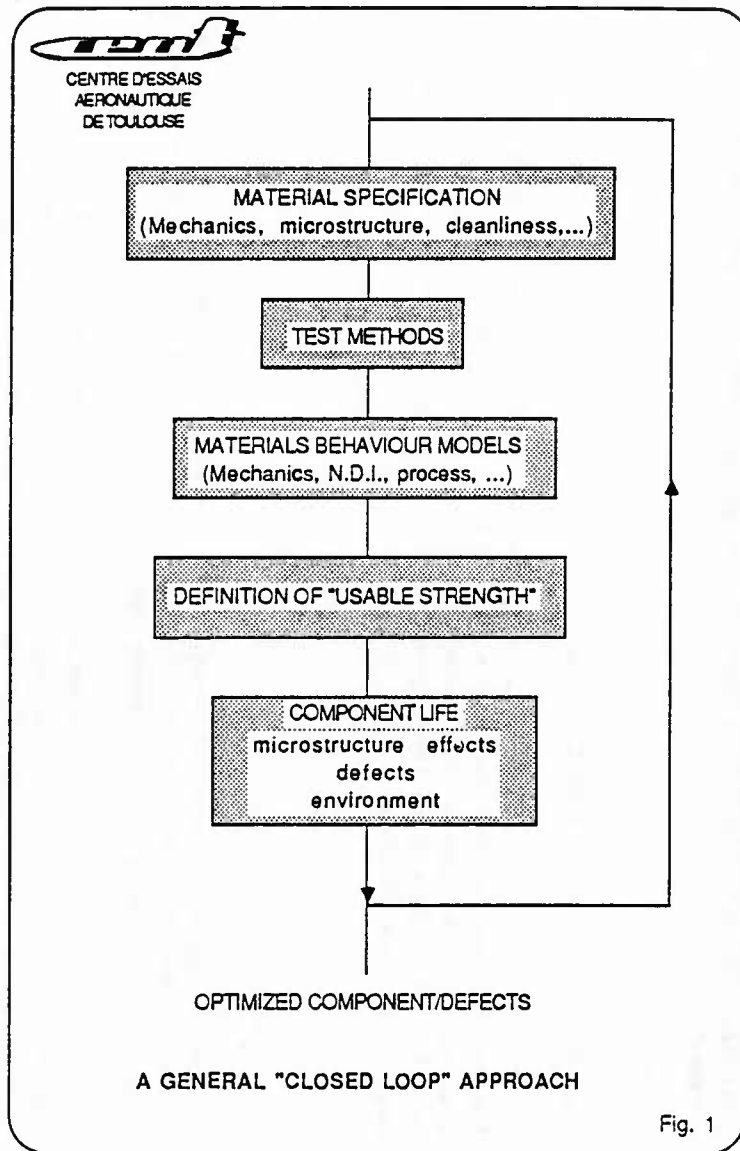 CENTRE D'ESSAIS
AERONAUTIQUE
DE TOULOUSE
MATERIAL SPECIFICATION
(Mechanics, microstructure, cleanliness,...)
TEST METHODS
MATERIALS BEHAVIOUR MODELS
(Mechanics, N.D.I., process, ...)
DEFINITION OF "USABLE STRENGTH"
COMPONENT LIFE
microstructure effects
defects
environment
OPTIMIZED COMPONENT/DEFECTS
A GENERAL "CLOSED LOOP" APPROACH
Fig. 1